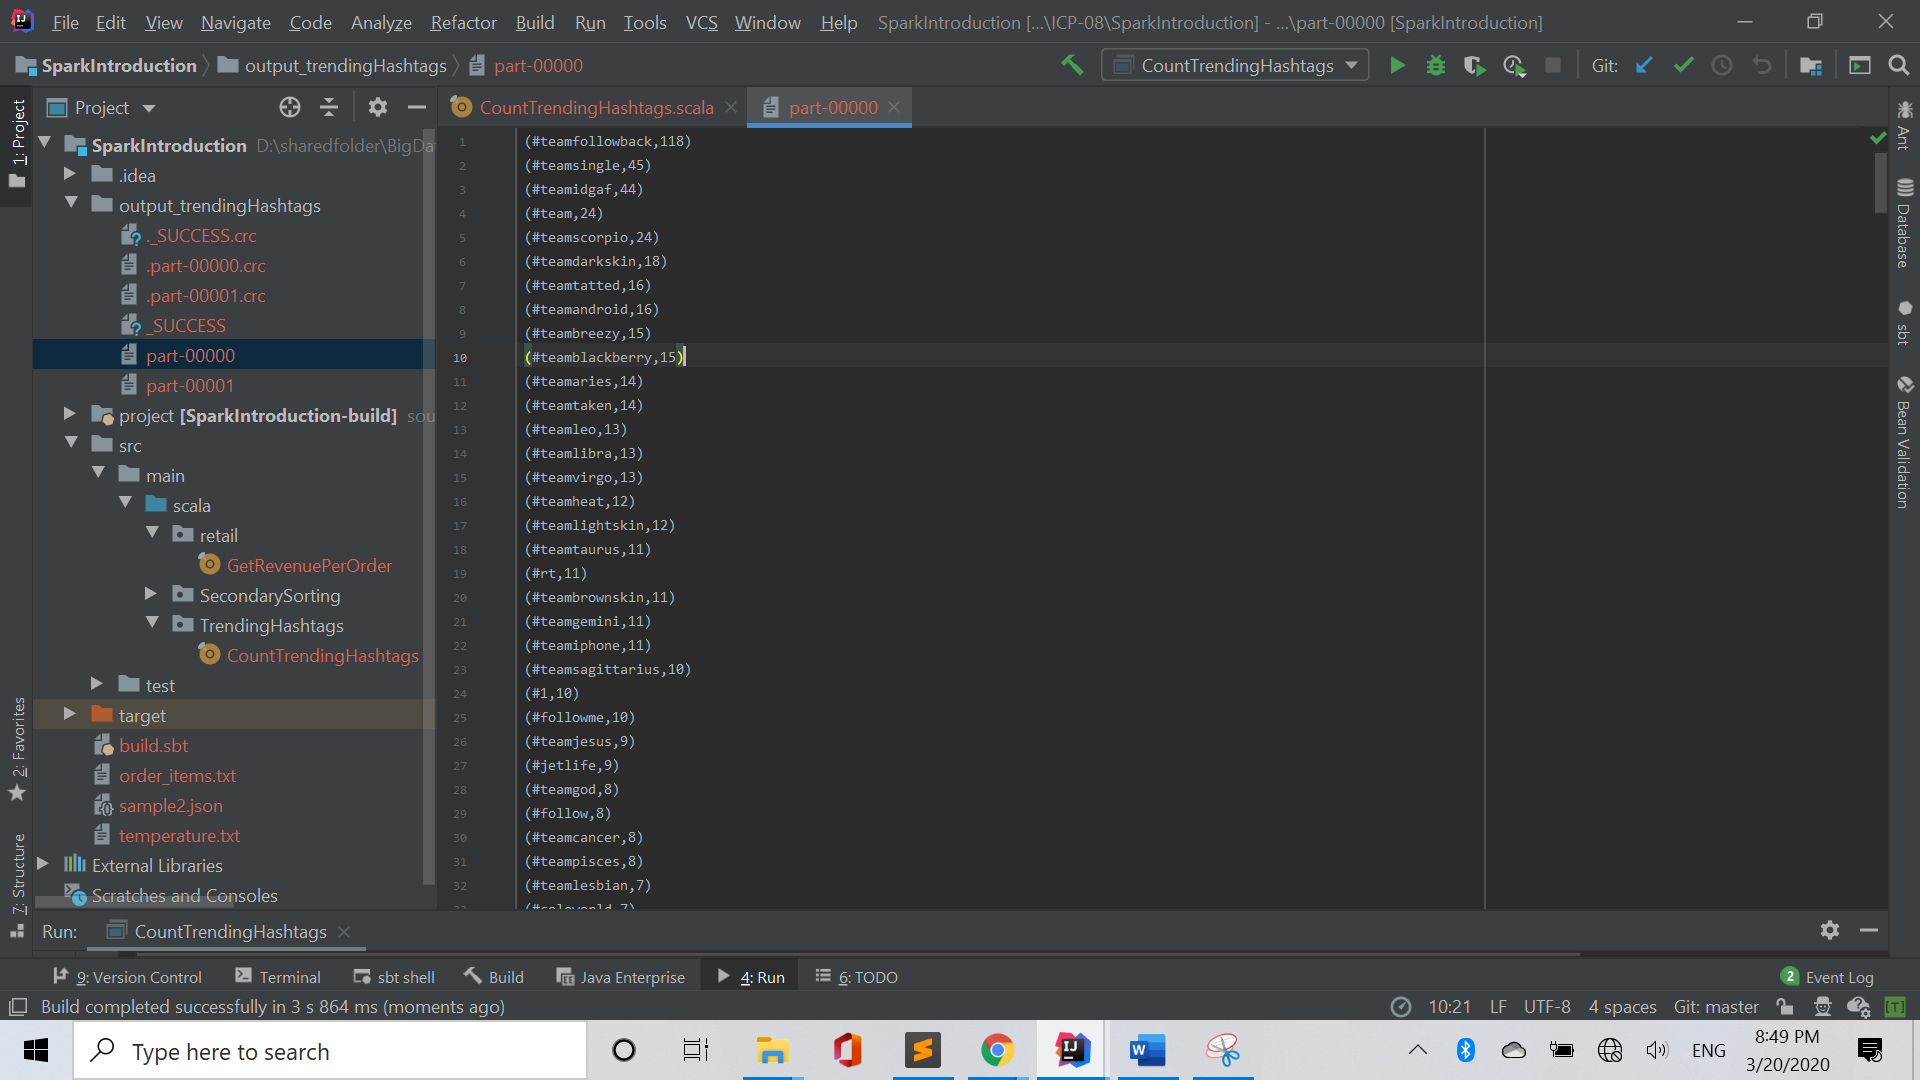 File Edit View Navigate Code Analyze Refactor Build Run Tools VCS Window Help SparkIntroduction [...\ICP-08\SparkIntroduction] - ...\part-00000 [SparkIntroduction]
SparkIntroduction output_trendingHashtags part-00000 CountTrendingHashtags Git:
Project CountTrendingHashtags.scala part-00000
1: Project
SparkIntroduction D:\sharedfolder\BigDa
.idea
output_trendingHashtags
._SUCCESS.crc
.part-00000.crc
.part-00001.crc
_SUCCESS
part-00000
part-00001
project [SparkIntroduction-build] sou
src
main
scala
retail
GetRevenuePerOrder
SecondarySorting
TrendingHashtags
CountTrendingHashtags
test
target
build.sbt
order_items.txt
sample2.json
temperature.txt
External Libraries
Scratches and Consoles
2: Favorites
7: Structure
1 (#teamfollowback,118)
2 (#teamsingle,45)
3 (#teamidgaf,44)
4 (#team,24)
5 (#teamscorpio,24)
6 (#teamdarkskin,18)
7 (#teamtatted,16)
8 (#teamandroid,16)
9 (#teambreezy,15)
10 (#teamblackberry,15)
11 (#teamaries,14)
12 (#teamtaken,14)
13 (#teamleo,13)
14 (#teamlibra,13)
15 (#teamvirgo,13)
16 (#teamheat,12)
17 (#teamlightskin,12)
18 (#teamtaurus,11)
19 (#rt,11)
20 (#teambrownskin,11)
21 (#teamgemini,11)
22 (#teamiphone,11)
23 (#teamsagittarius,10)
24 (#1,10)
25 (#followme,10)
26 (#teamjesus,9)
27 (#jetlife,9)
28 (#teamgod,8)
29 (#follow,8)
30 (#teamcancer,8)
31 (#teampisces,8)
32 (#teamlesbian,7)
Ant
Database
sbt
Bean Validation
Run: CountTrendingHashtags
9: Version Control Terminal sbt shell Build Java Enterprise 4: Run 6: TODO 2 Event Log
Build completed successfully in 3 s 864 ms (moments ago) 10:21 LF UTF-8 4 spaces Git: master [T]
Type here to search ENG 8:49 PM
3/20/2020